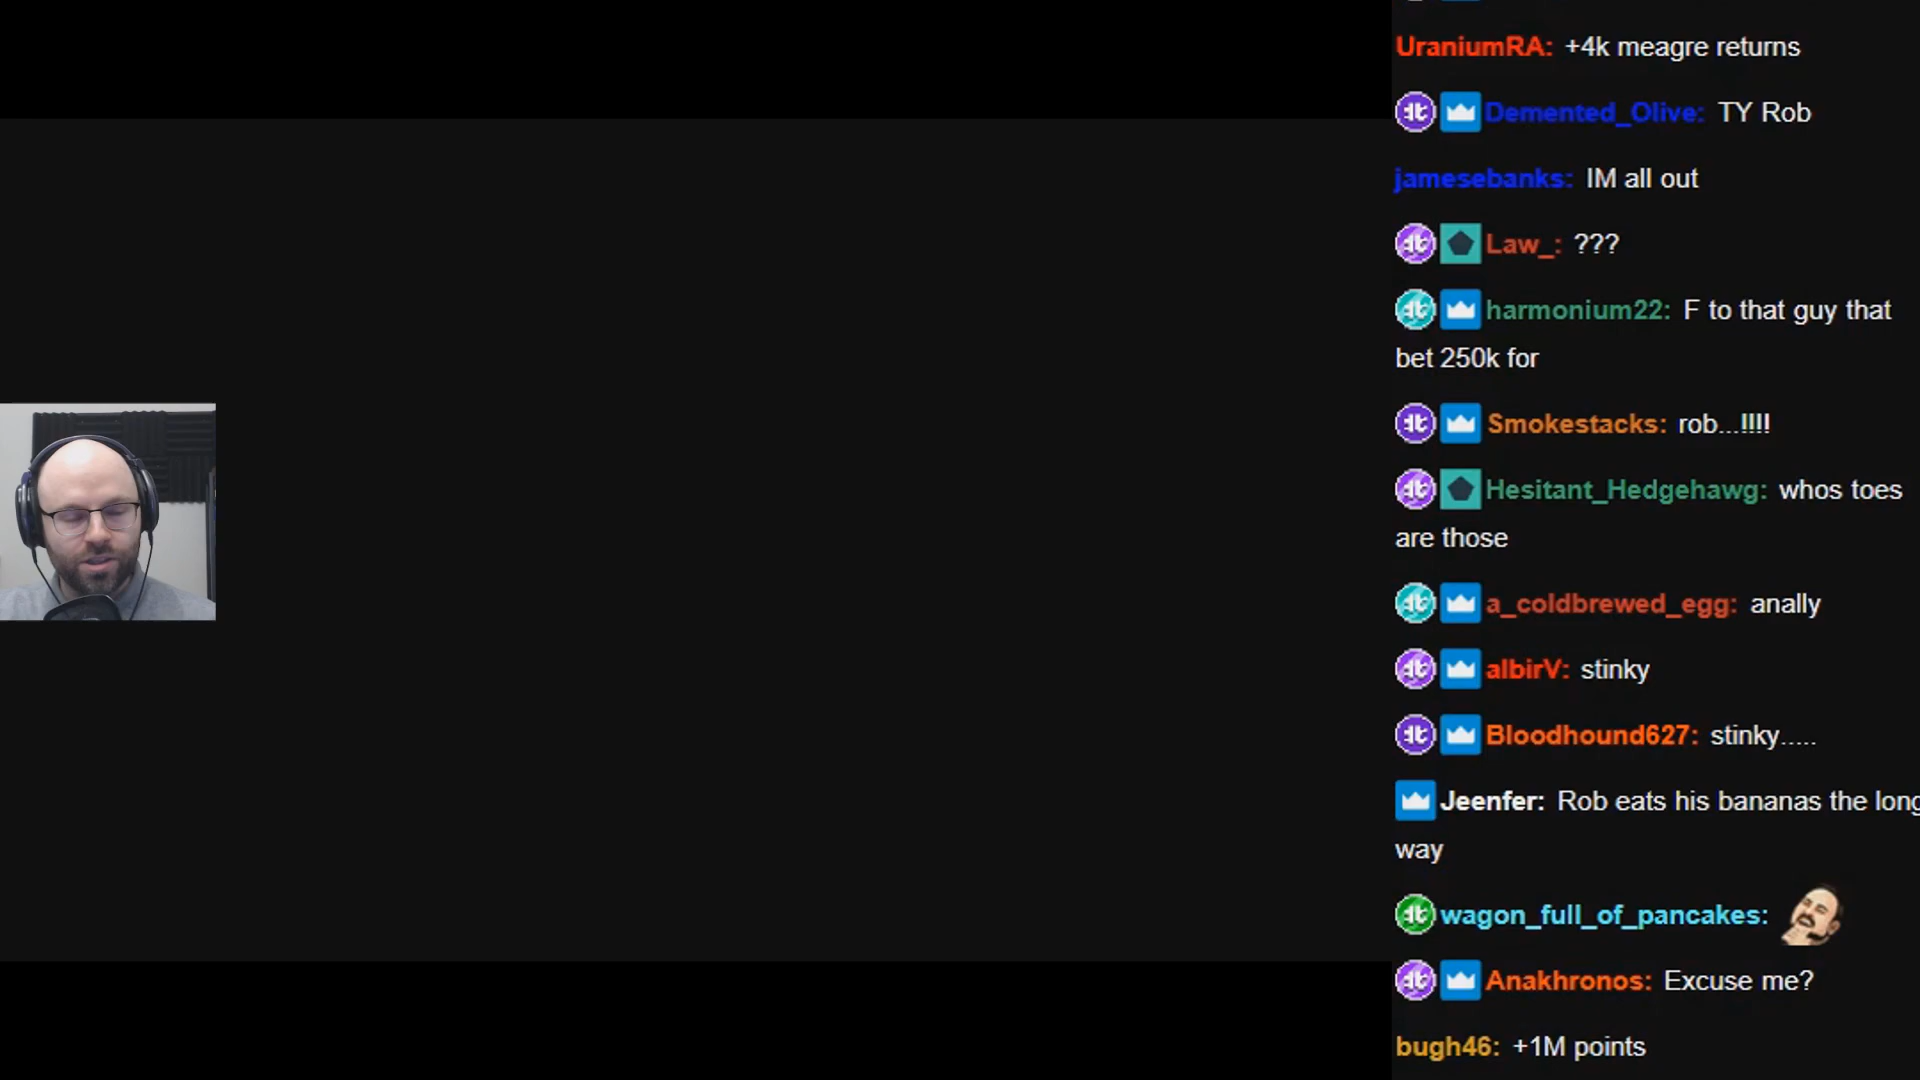 UraniumRA: +4k meagre returns
Demented_Olive: TY Rob
jamesebanks: IM all out
Law_: ???
harmonium22: F to that guy that
bet 250k for
Smokestacks: rob...!!!!
Hesitant_Hedgehawg: whos toes
are those
a_coldbrewed_egg: anally
albirV: stinky
Bloodhound627: stinky.....
Jeenfer: Rob eats his bananas the long
way
wagon_full_of_pancakes:
Anakhronos: Excuse me?
bugh46: +1M points